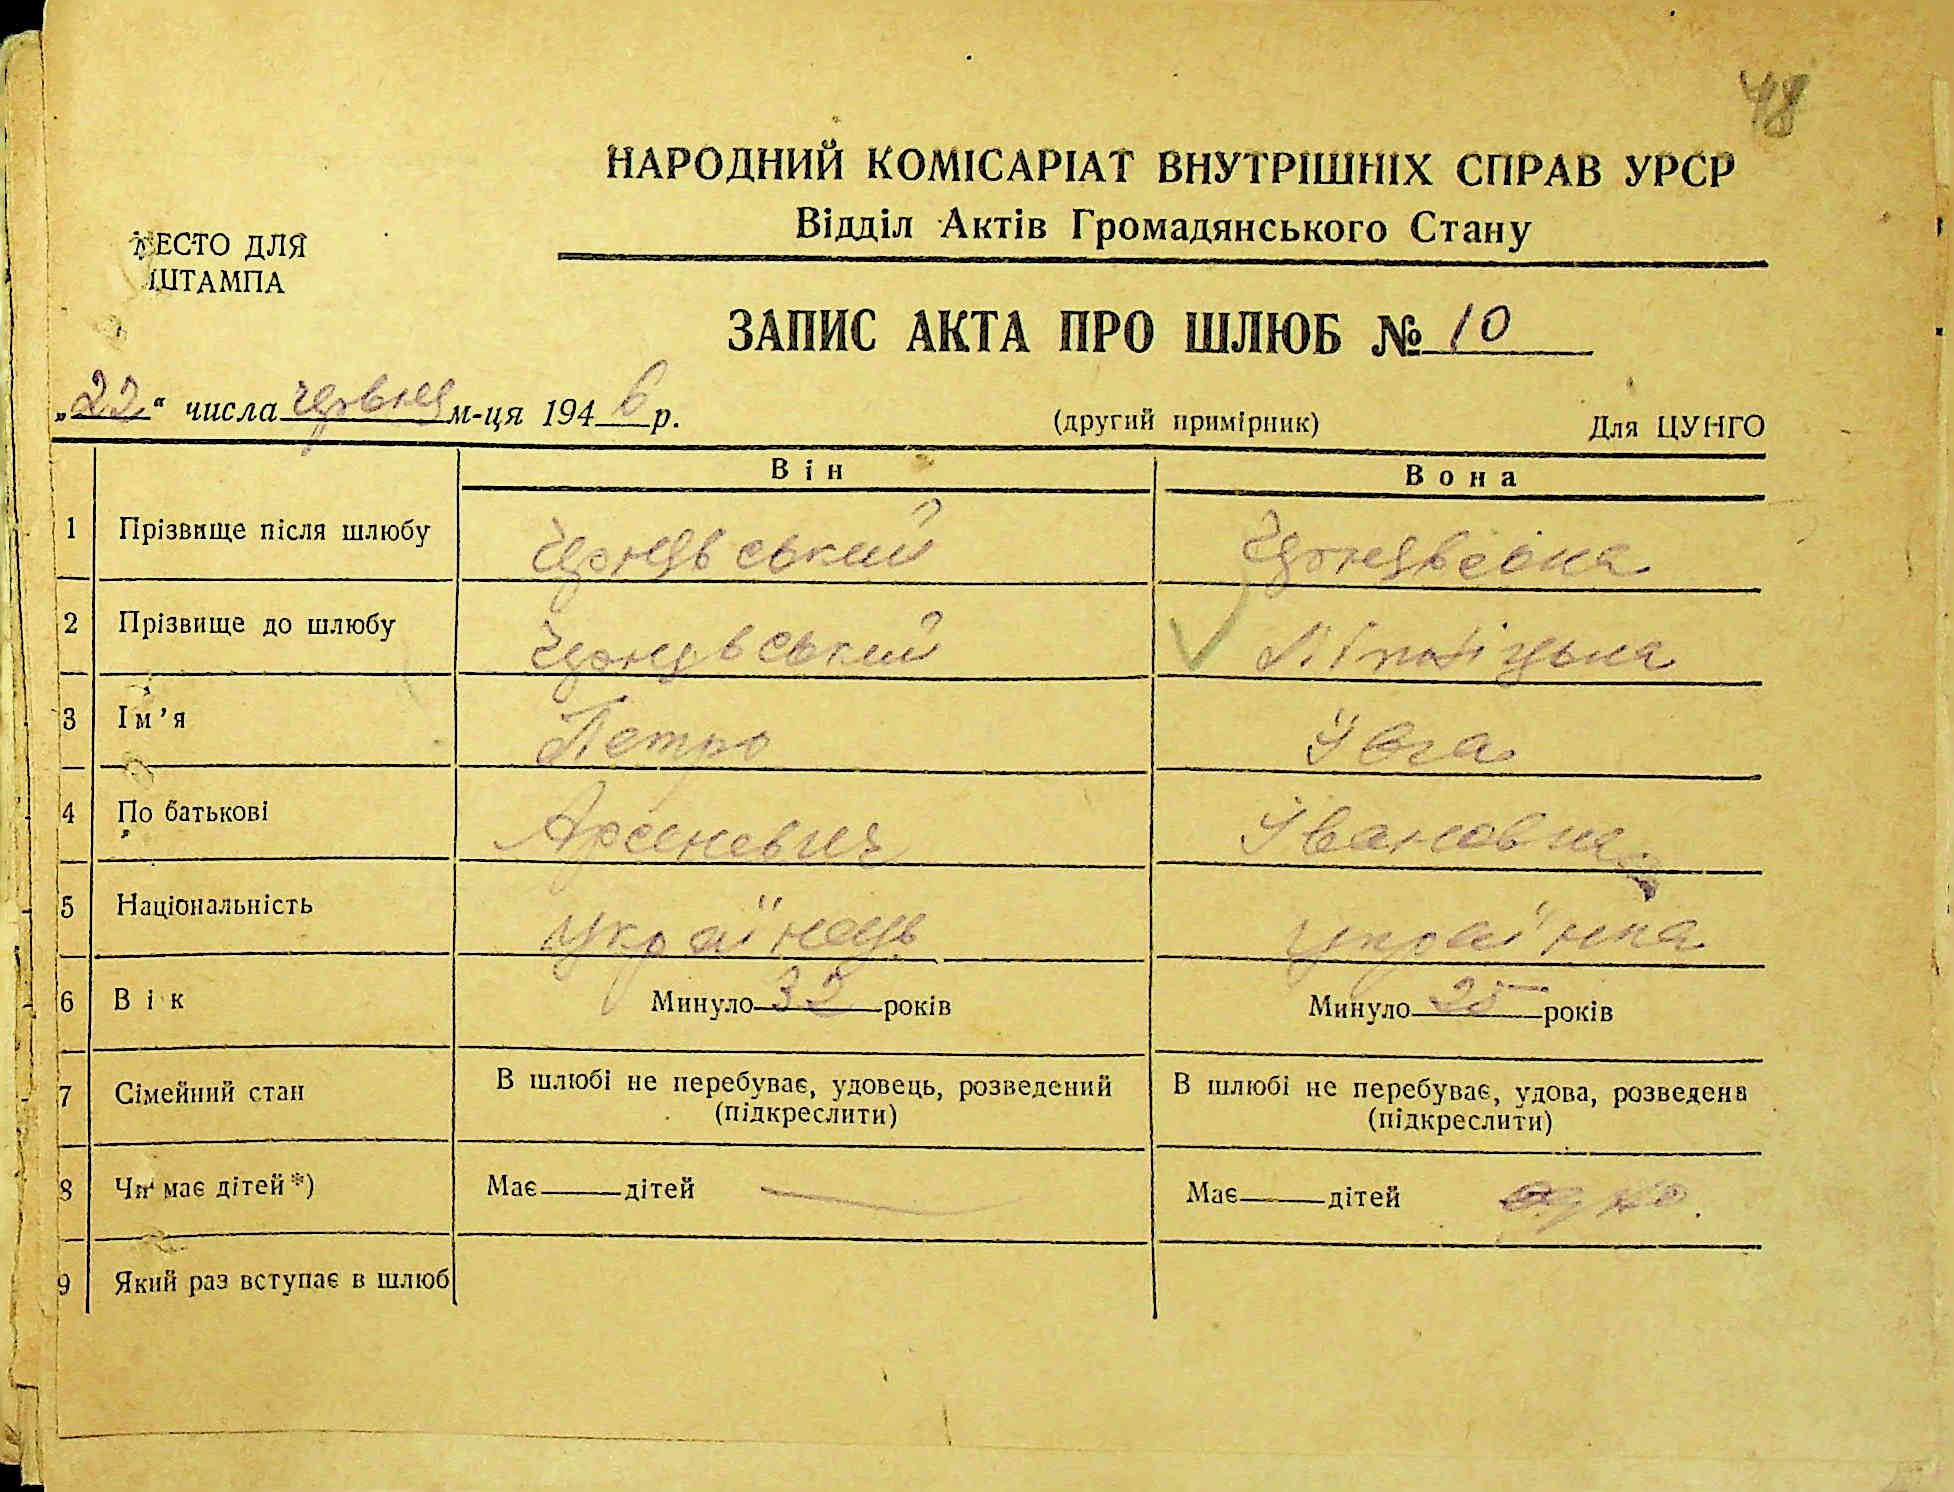 48
НАРОДНИЙ КОМІСАРІАТ ВНУТРІШНІХ СПРАВ УРСР
Відділ Актів Громадянського Стану
МЕСТО ДЛЯ
ШТАМПА
ЗАПИС АКТА ПРО ШЛЮБ № 10
„22“ числа червня м-ця 1946 р. (другий примірник) Для ЦУНГО
Він Вона
1 Прізвище після шлюбу
2 Прізвище до шлюбу
3 Ім’я Петро Ївга
4 По батькові Арсеневич Івановна
5 Національність українець українка
6 Вік Минуло 32 років Минуло 25 років
7 Сімейний стан В шлюбі не перебуває, удовець, розведений В шлюбі не перебуває, удова, розведена
(підкреслити) (підкреслити)
8 Чи має дітей *) Має дітей Має дітей одно.
9 Який раз вступає в шлюб